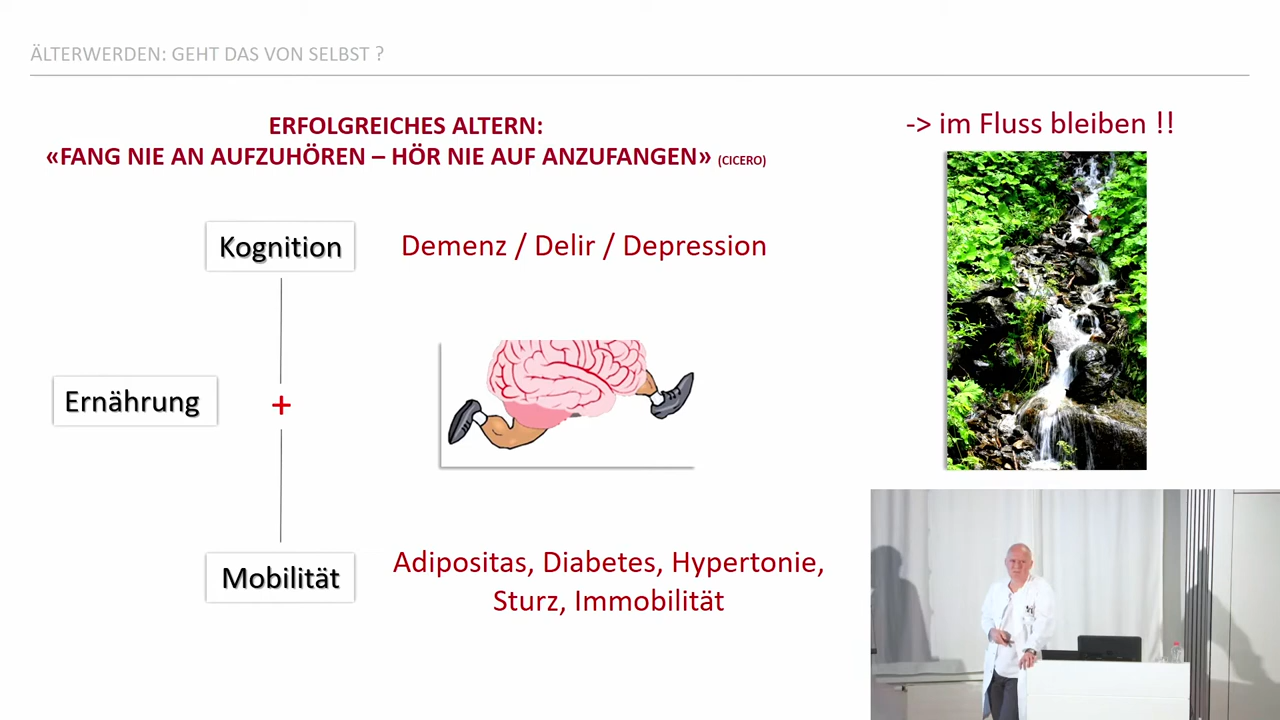 ÄLTERWERDEN: GEHT DAS VON SELBST ?
ERFOLGREICHES ALTERN:
«FANG NIE AN AUFZUHÖREN – HÖR NIE AUF ANZUFANGEN» (CICERO)
-> im Fluss bleiben !!
Kognition
Demenz / Delir / Depression
Ernährung
+
Mobilität
Adipositas, Diabetes, Hypertonie,
Sturz, Immobilität